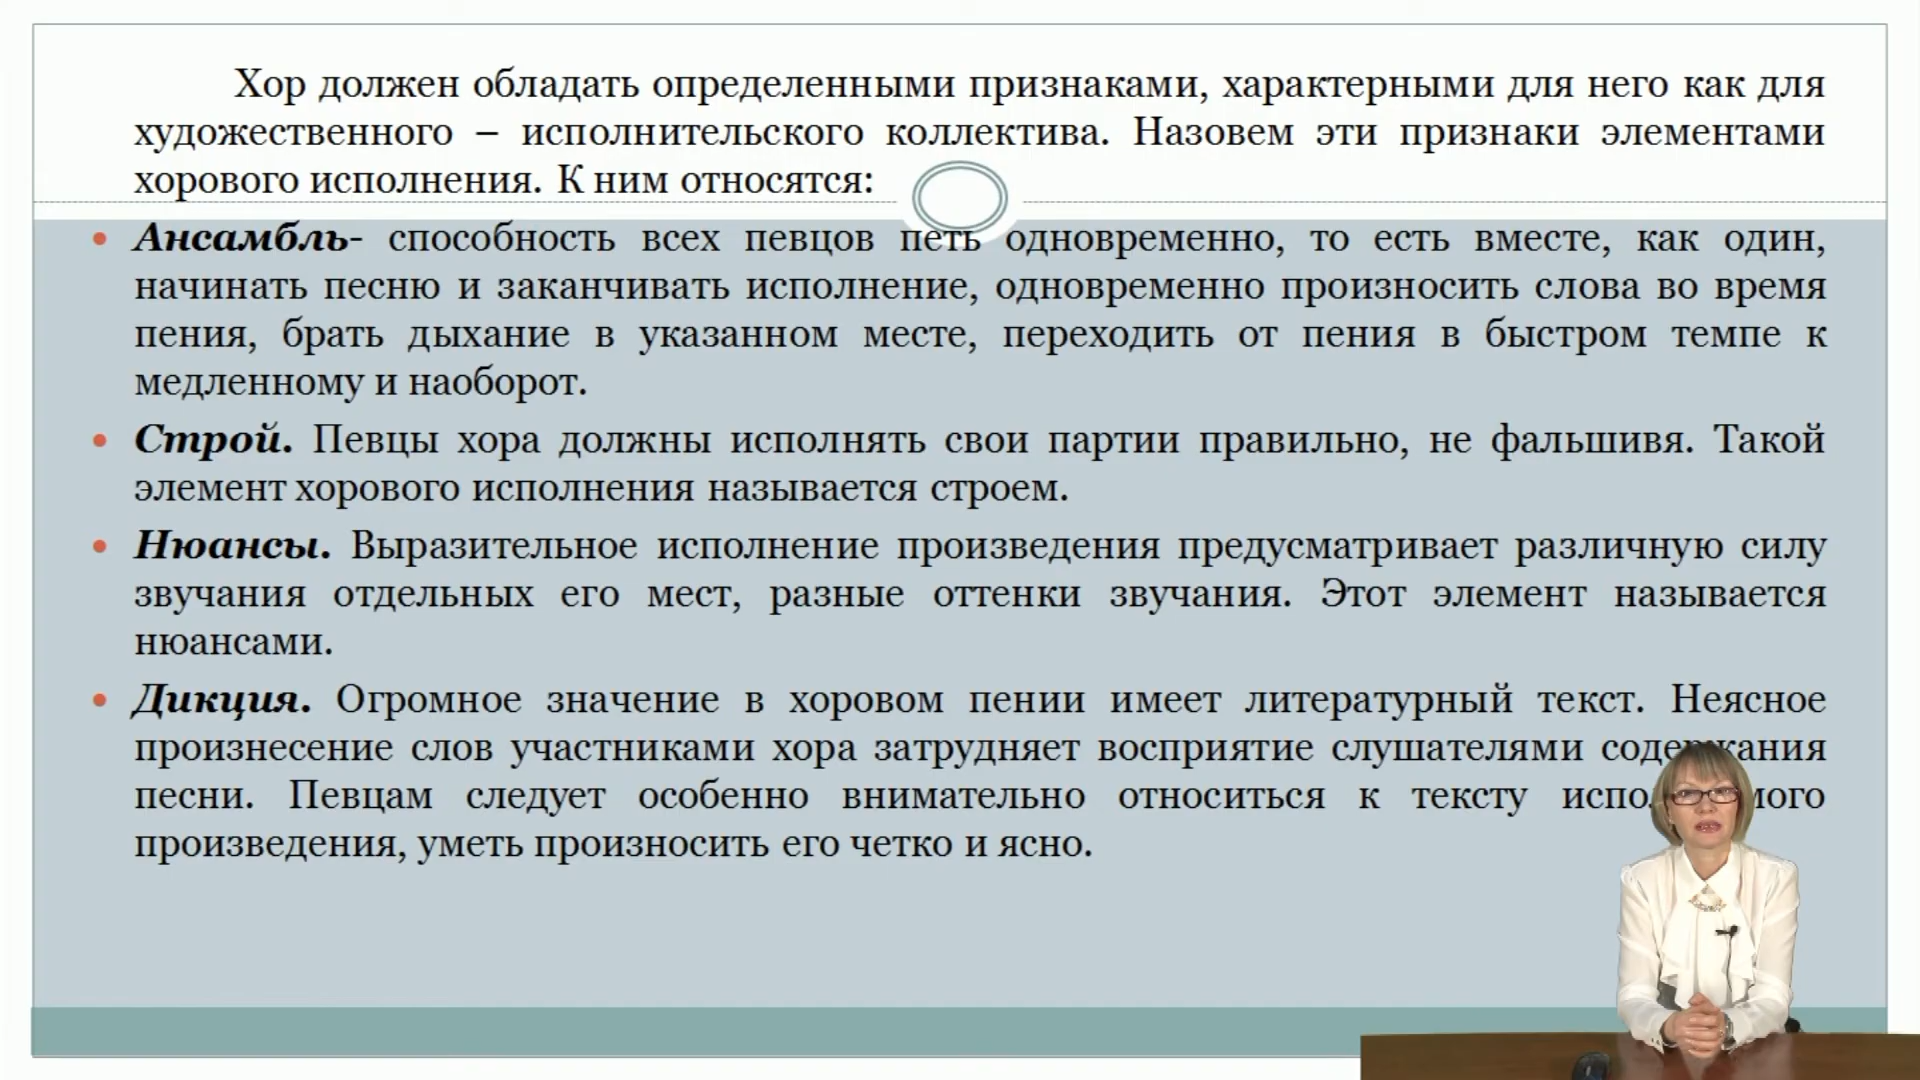 Хор должен обладать определенными признаками, характерными для него как для
художественного – исполнительского коллектива. Назовем эти признаки элементами
хорового исполнения. К ним относятся:
Ансамбль- способность всех певцов петь одновременно, то есть вместе, как один,
начинать песню и заканчивать исполнение, одновременно произносить слова во время
пения, брать дыхание в указанном месте, переходить от пения в быстром темпе к
медленному и наоборот.
Строй. Певцы хора должны исполнять свои партии правильно, не фальшивя. Такой
элемент хорового исполнения называется строем.
Нюансы. Выразительное исполнение произведения предусматривает различную силу
звучания отдельных его мест, разные оттенки звучания. Этот элемент называется
нюансами.
Дикция. Огромное значение в хоровом пении имеет литературный текст. Неясное
произнесение слов участниками хора затрудняет восприятие слушателями содержания
песни. Певцам следует особенно внимательно относиться к тексту
произведения, уметь произносить его четко и ясно.